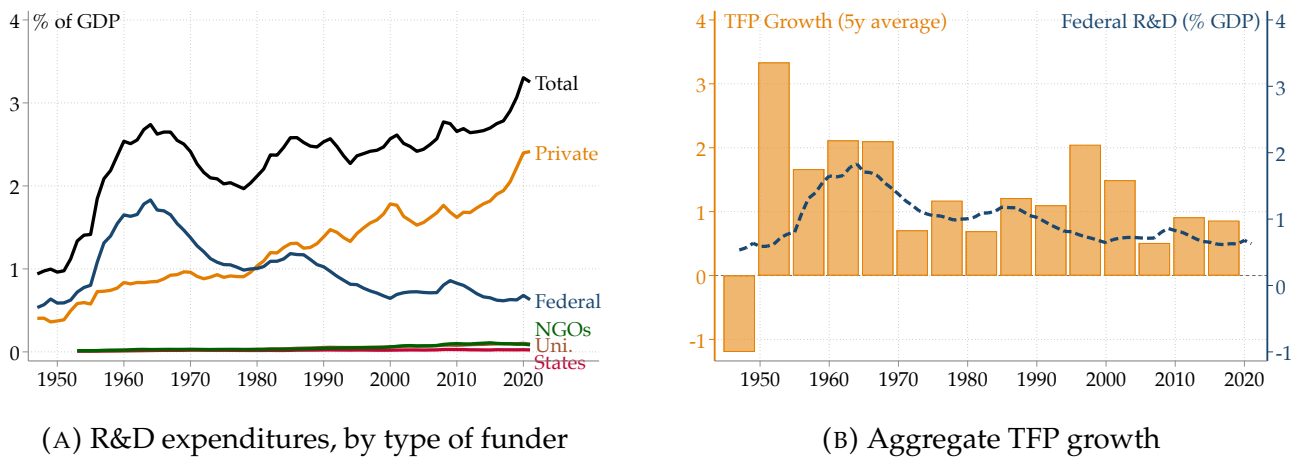 % of GDP
4
3
2
1
0
Total
Private
Federal
NGOs
Uni.
States
1950 1960 1970 1980 1990 2000 2010 2020
(A) R&D expenditures, by type of funder
TFP Growth (5y average)
Federal R&D (% GDP)
4
3
2
1
0
-1
4
3
2
1
0
-1
1950 1960 1970 1980 1990 2000 2010 2020
(B) Aggregate TFP growth